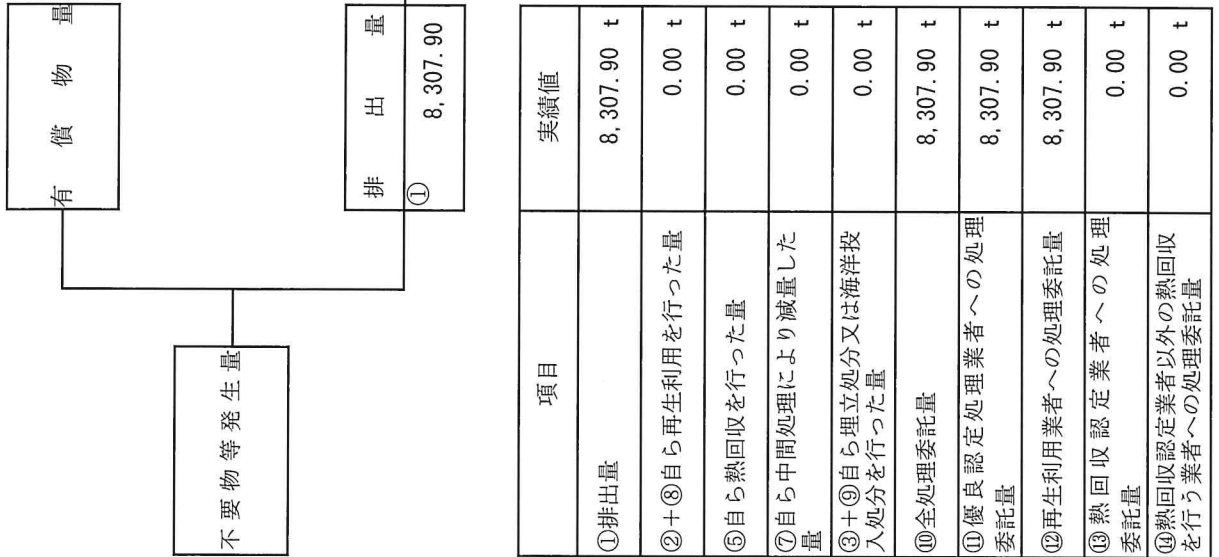 不要物等発生量
有償物量
排出量
①
8,307.90
項目 実績値
①排出量 8,307.90 t
②+⑧自ら再生利用を行った量 0.00 t
⑤自ら熱回収を行った量 0.00 t
⑦自ら中間処理により減量した
量 0.00 t
③+⑨自ら埋立処分又は海洋投
入処分を行った量 0.00 t
⑩全処理委託量 8,307.90 t
⑪優良認定処理業者への処理
委託量 8,307.90 t
⑫再生利用業者への処理委託量 8,307.90 t
⑬熱回収認定業者への処理
委託量 0.00 t
⑭熱回収認定業者以外の熱回収
を行う業者への処理委託量 0.00 t